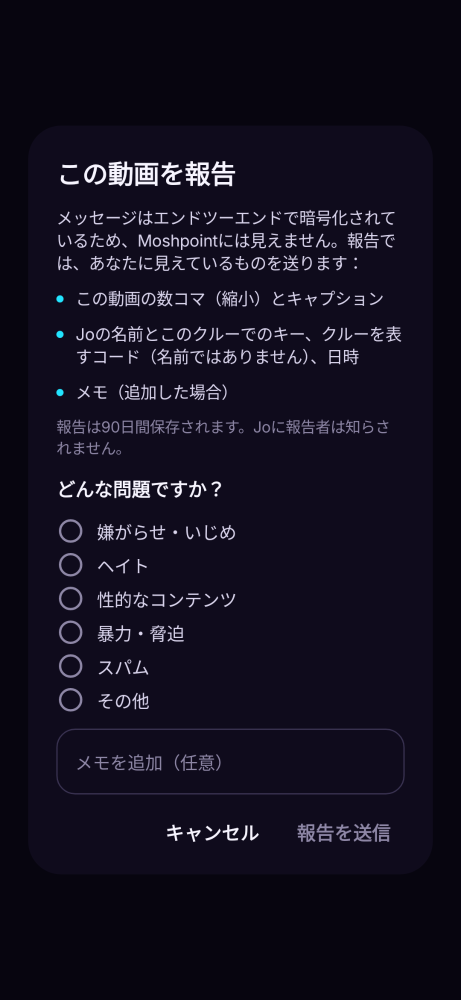 この動画を報告
メッセージはエンドツーエンドで暗号化されて
いるため、Moshpointには見えません。報告で
は、あなたに見えているものを送ります：
この動画の数コマ（縮小）とキャプション
Joの名前とこのクルーでのキー、クルーを表
すコード（名前ではありません）、日時
メモ（追加した場合）
報告は90日間保存されます。Joに報告者は知らさ
れません。
どんな問題ですか？
嫌がらせ・いじめ
ヘイト
性的なコンテンツ
暴力・脅迫
スパム
その他
メモを追加（任意）
キャンセル
報告を送信